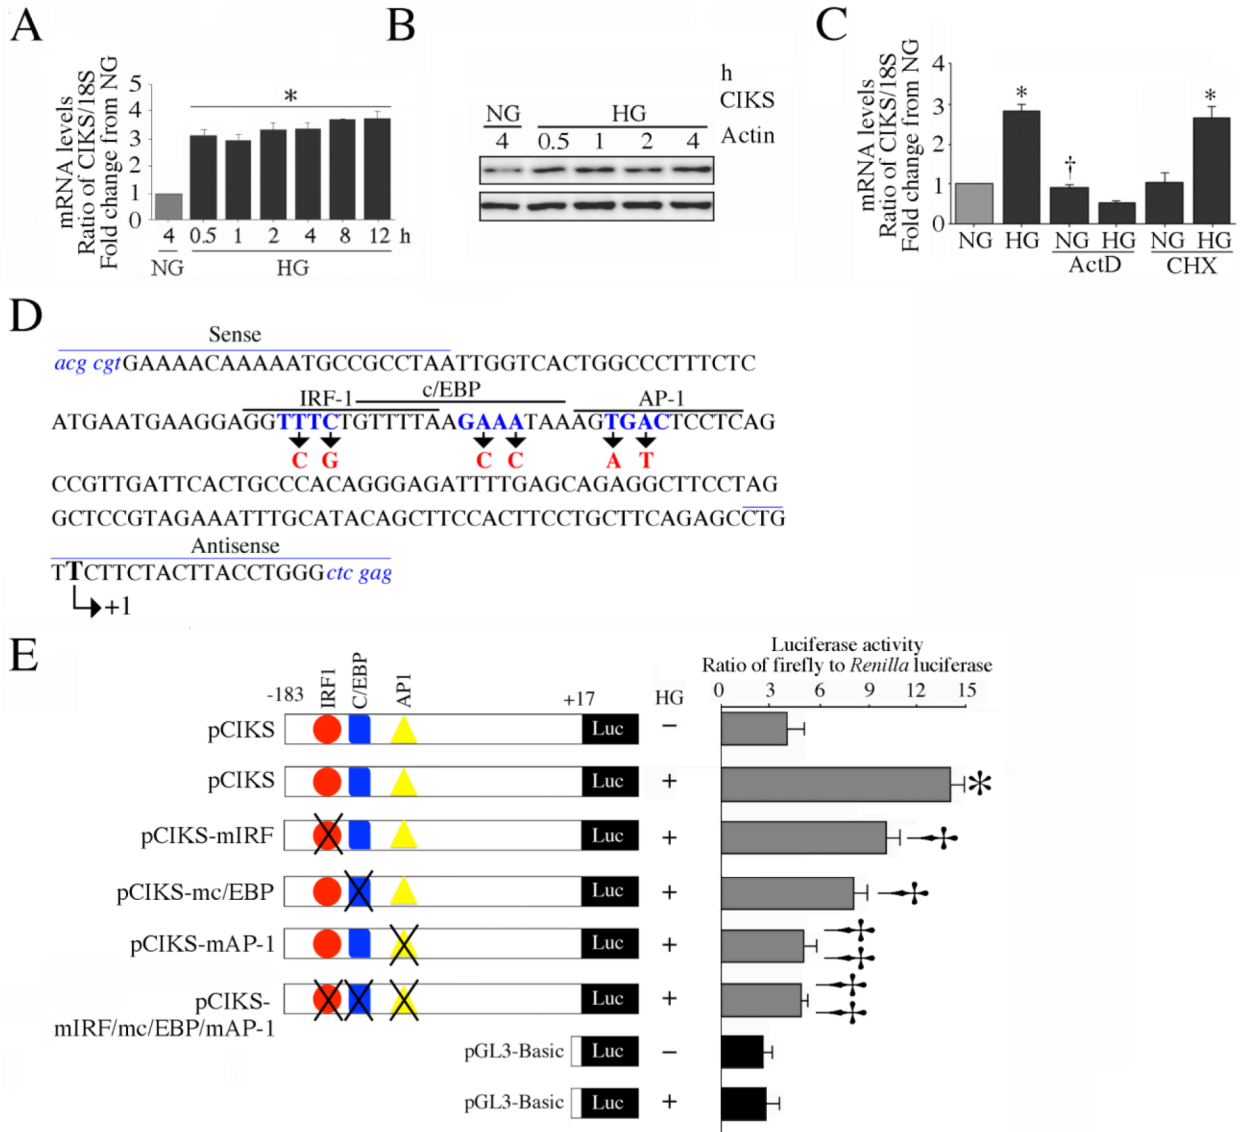 A
mRNA levels
Ratio of CIKS/18S
Fold change from NG
5
4
3
2
1
0
*
4 0.5 1 2 4 8 12 h
NG HG
B
h
CIKS
Actin
NG HG
4 0.5 1 2 4
C
mRNA levels
Ratio of CIKS/18S
Fold change from NG
4
3
2
1
0
* † *
NG HG NG HG NG HG
ActD CHX
D
Sense
acg cgtGAAAACAAAAATGCCGCCTAATTGGTCACTGGCCCTTTCTC
IRF-1 c/EBP AP-1
ATGAATGAAGGAGGTTTCTGTTTTAAGAAATAAAAGTGACTCCTCAG
C G C C A T
CCGTTGATTCACTGCCCACAGGGAGATTTTGAGCAGAGGCTTCCTAG
GCTCCGTAGAAATTTGCATACAGCTTCCACTTCCTGCTTCAGAGCCTG
Antisense
TTCTTCTACTTACCTGGGctc gag
+1
E
Luciferase activity
Ratio of firefly to Renilla luciferase
-183 IRF1 C/EBP AP1 +17 HG 0 3 6 9 12 15
pCIKS Luc −
pCIKS Luc + *
pCIKS-mIRF Luc + †
pCIKS-mc/EBP Luc + †
pCIKS-mAP-1 Luc + † †
pCIKS- Luc + † †
mIRF/mc/EBP/mAP-1
pGL3-Basic Luc −
pGL3-Basic Luc +